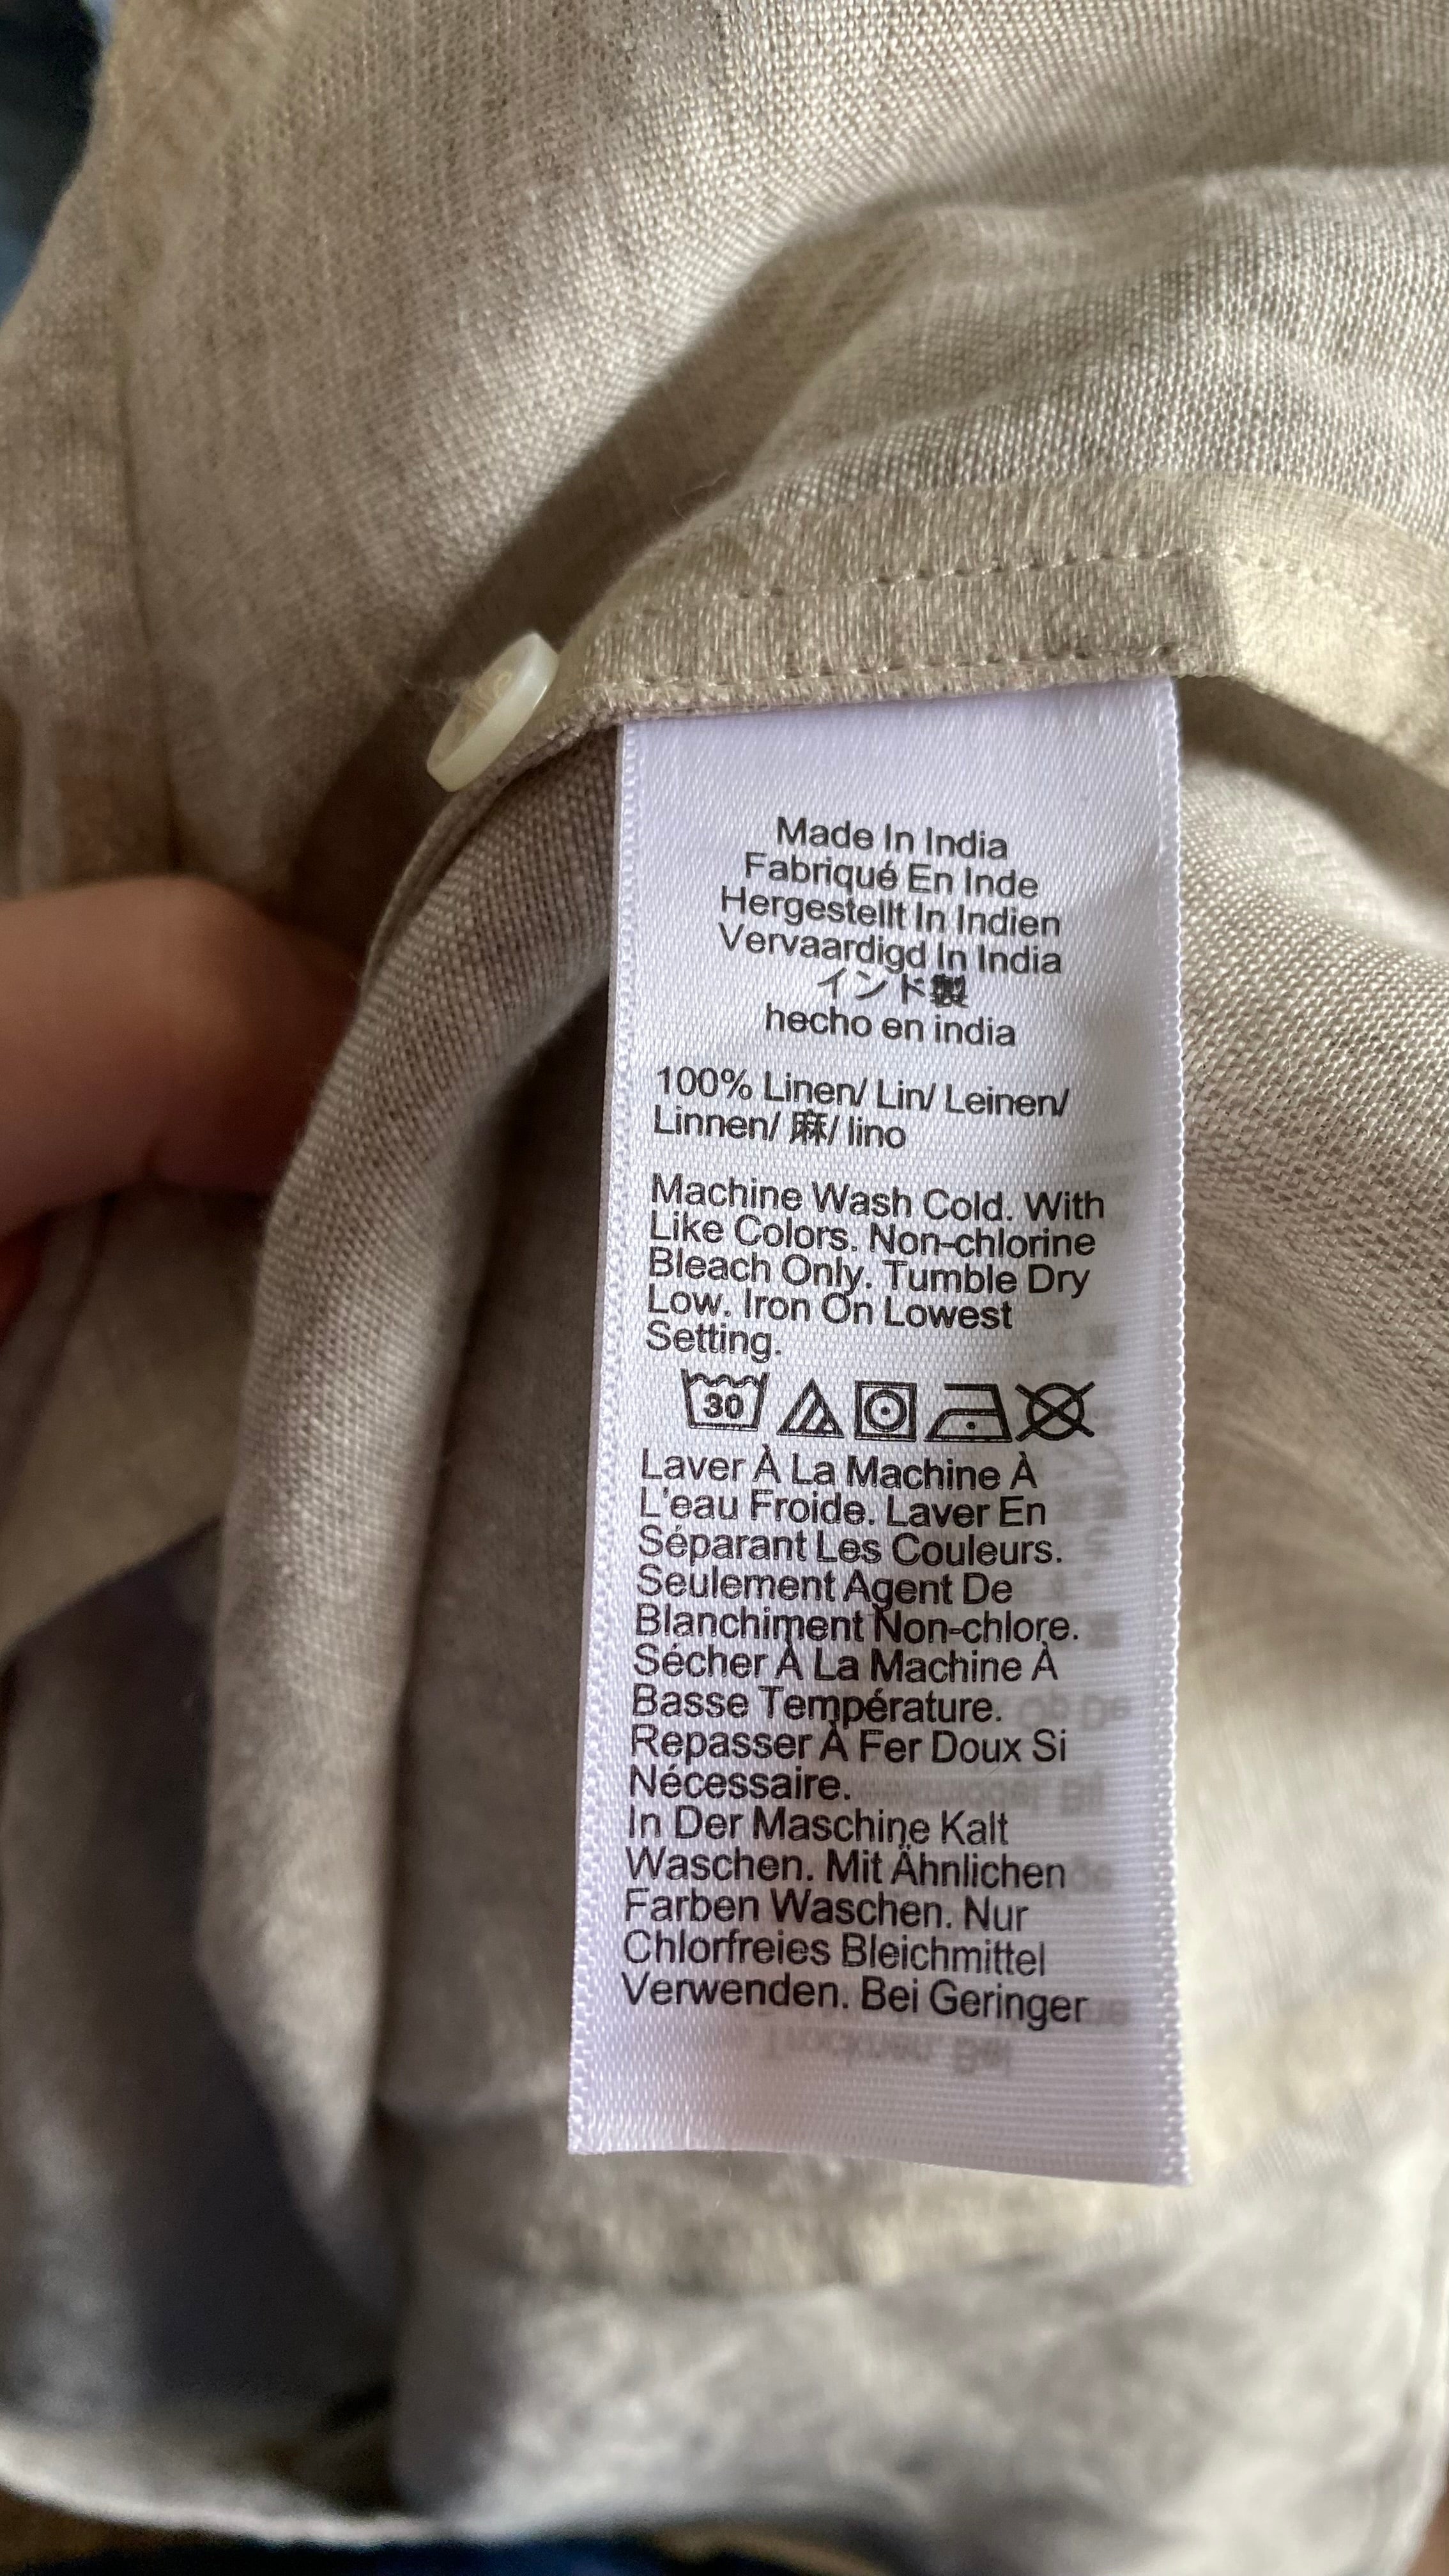 Made In India
Fabriqué En Inde
Hergestellt In Indien
Vervaardigd In India
インド製
hecho en india
100% Linen/ Lin/ Leinen/
Linnen/ 麻/ lino
Machine Wash Cold. With
Like Colors. Non-chlorine
Bleach Only. Tumble Dry
Low. Iron On Lowest
Setting.
30
Laver À La Machine À
L'eau Froide. Laver En
Séparant Les Couleurs.
Seulement Agent De
Blanchiment Non-chlore.
Sécher À La Machine À
Basse Température.
Repasser À Fer Doux Si
Nécessaire.
In Der Maschine Kalt
Waschen. Mit Ähnlichen
Farben Waschen. Nur
Chlorfreies Bleichmittel
Verwenden. Bei Geringer